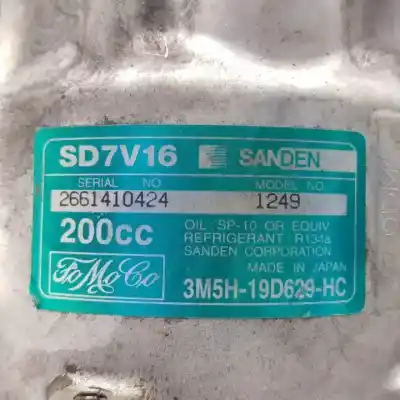 SD7V16 SANDEN
SERIAL NO MODEL NO
2661410424 1249
200cc OIL SP-10 OR EQUIV
REFRIGERANT R134a
SANDEN CORPORATION
MADE IN JAPAN
FoMoCo 3M5H-19D629-HC